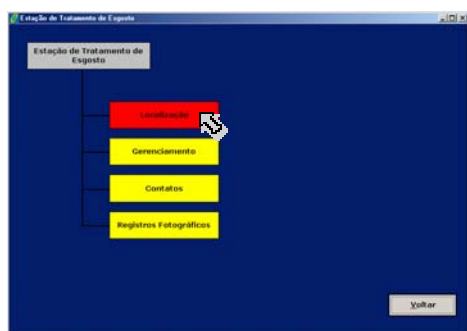 Estação de Tratamento de Esgosto
Estação de Tratamento de
Esgosto
Localização
Gerenciamento
Contatos
Registros Fotográficos
Voltar